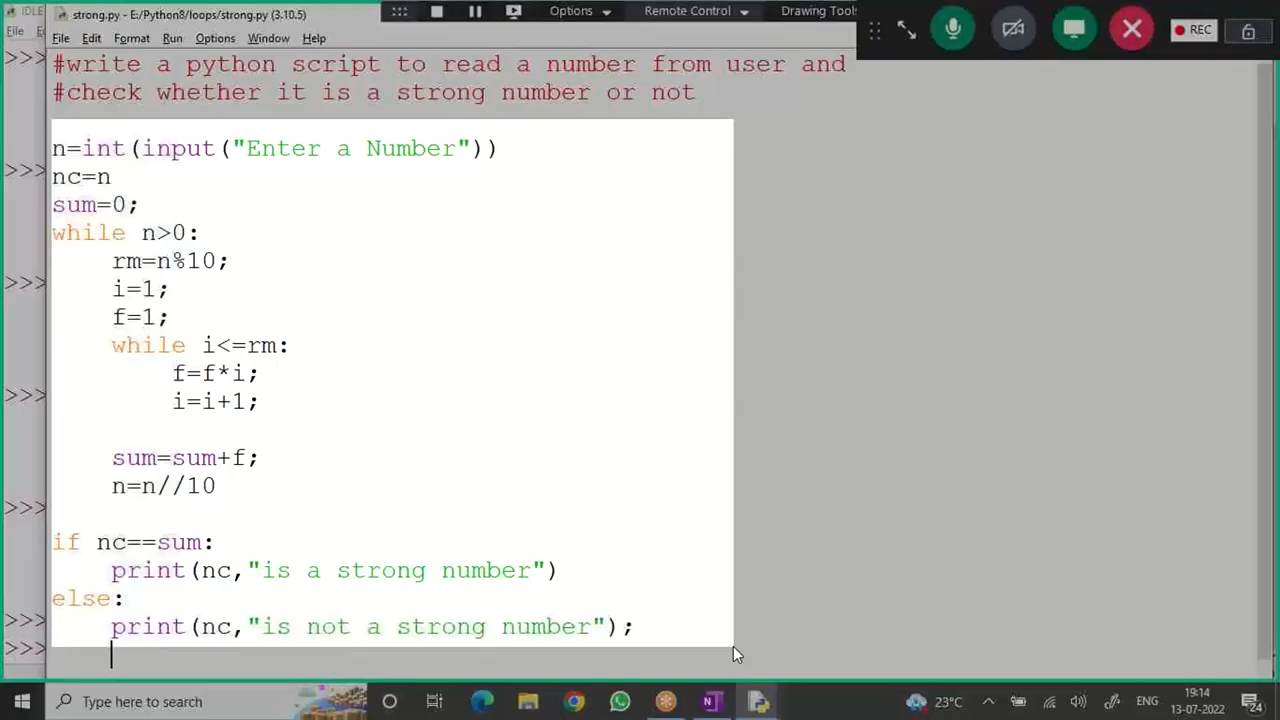 IDLE
strong.py - E:/Python8/loops/strong.py (3.10.5)
Options
Remote Control
Drawing Tools
REC
File
File Edit Format Run Options Window Help
>>> #write a python script to read a number from user and
#check whether it is a strong number or not
n=int(input("Enter a Number"))
>>> nc=n
sum=0;
while n>0:
rm=n%10;
>>> i=1;
f=1;
while i<=rm:
f=f*i;
>>> i=i+1;
sum=sum+f;
n=n//10
>>>
if nc==sum:
print(nc,"is a strong number")
else:
>>> print(nc,"is not a strong number");
>>>
Type here to search
23°C
ENG
19:14
13-07-2022
24